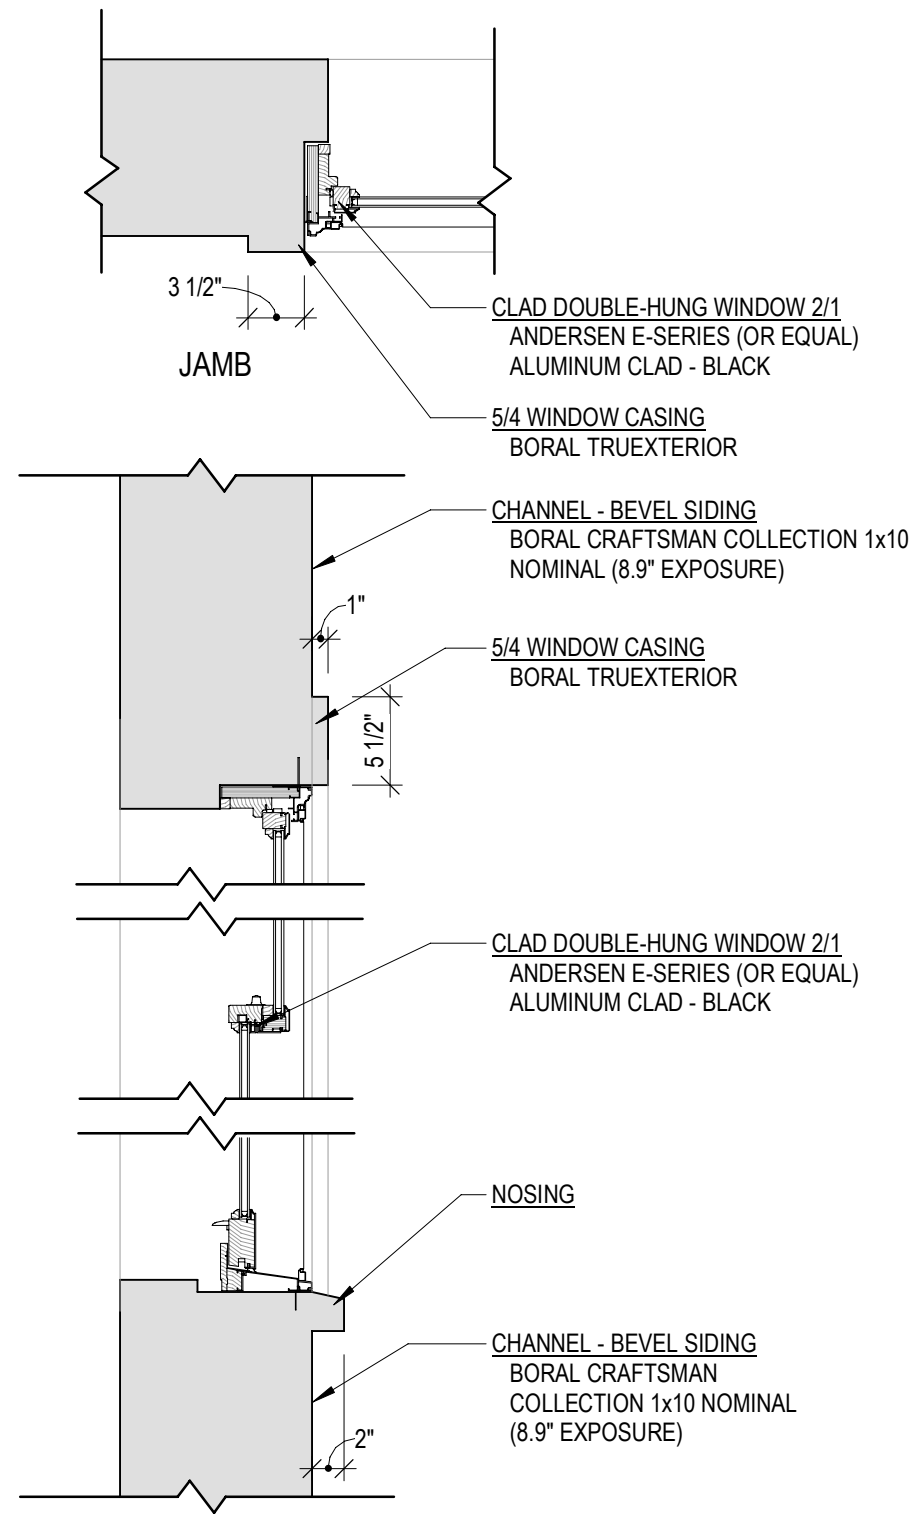 3 1/2"
JAMB
CLAD DOUBLE-HUNG WINDOW 2/1
ANDERSEN E-SERIES (OR EQUAL)
ALUMINUM CLAD - BLACK
5/4 WINDOW CASING
BORAL TRUEXTERIOR
CHANNEL - BEVEL SIDING
BORAL CRAFTSMAN COLLECTION 1x10
NOMINAL (8.9" EXPOSURE)
1"
5/4 WINDOW CASING
BORAL TRUEXTERIOR
5 1/2"
CLAD DOUBLE-HUNG WINDOW 2/1
ANDERSEN E-SERIES (OR EQUAL)
ALUMINUM CLAD - BLACK
NOSING
CHANNEL - BEVEL SIDING
BORAL CRAFTSMAN
COLLECTION 1x10 NOMINAL
(8.9" EXPOSURE)
2"